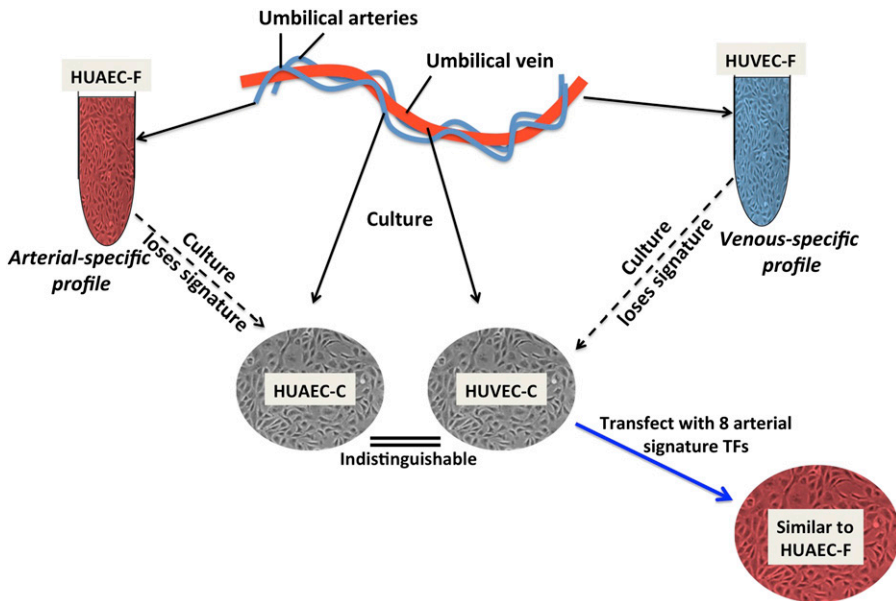 Umbilical arteries
Umbilical vein
HUAEC-F
HUVEC-F
Culture
Arterial-specific
profile
Culture
loses signature
Venous-specific
profile
Culture
loses signature
HUAEC-C
HUVEC-C
Indistinguishable
Transfect with 8 arterial
signature TFs
Similar to
HUAEC-F